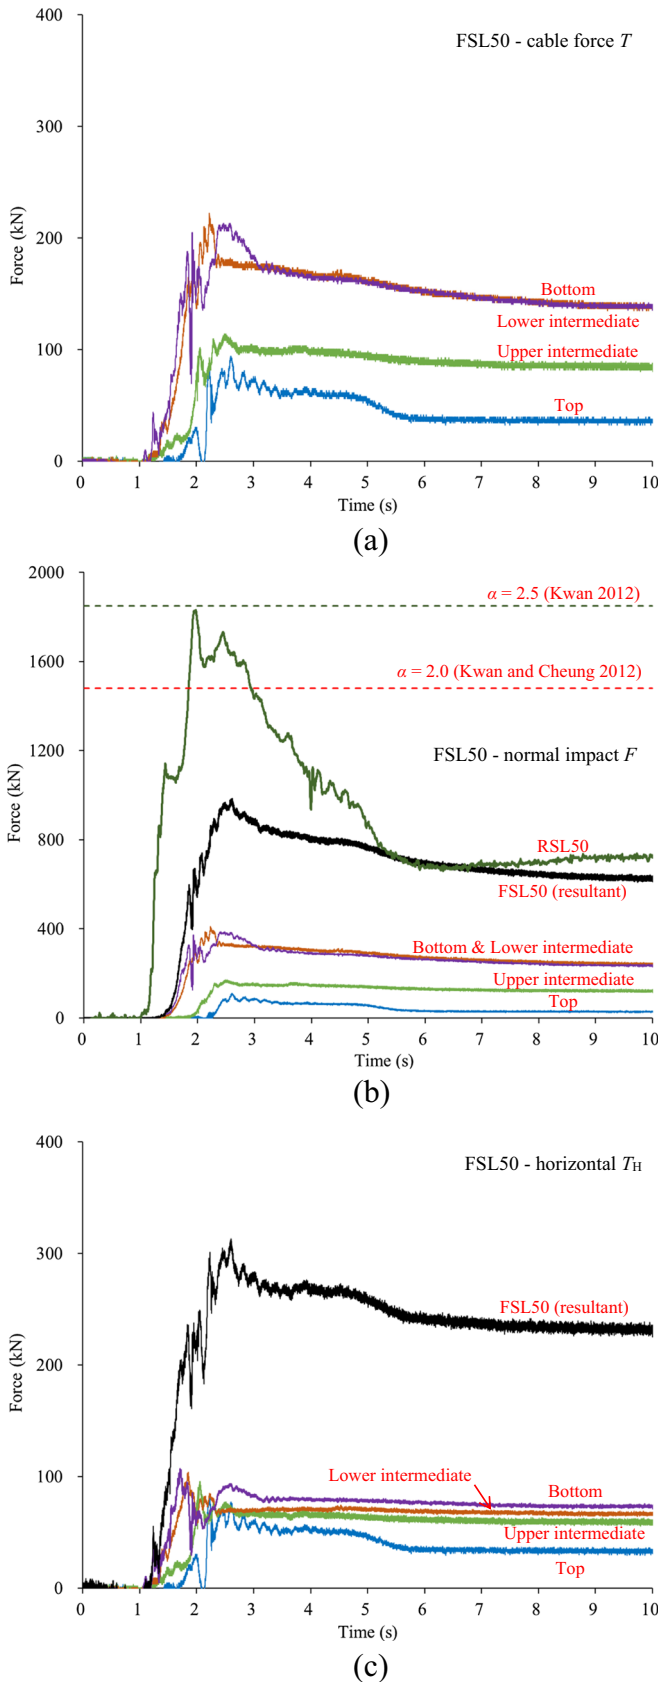 FSL50 - cable force T
400
300
200
100
0
Force (kN)
Bottom
Lower intermediate
Upper intermediate
Top
0 1 2 3 4 5 6 7 8 9 10
Time (s)
(a)
2000
1600
1200
800
400
0
Force (kN)
α = 2.5 (Kwan 2012)
α = 2.0 (Kwan and Cheung 2012)
FSL50 - normal impact F
RSL50
FSL50 (resultant)
Bottom & Lower intermediate
Upper intermediate
Top
0 1 2 3 4 5 6 7 8 9 10
Time (s)
(b)
400
300
200
100
0
Force (kN)
FSL50 - horizontal TH
FSL50 (resultant)
Lower intermediate
Bottom
Upper intermediate
Top
0 1 2 3 4 5 6 7 8 9 10
Time (s)
(c)